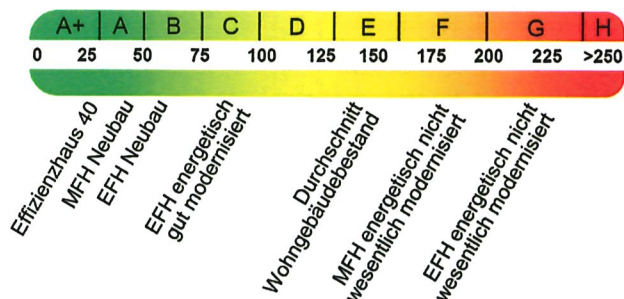 A+ A B C D E F G H
0 25 50 75 100 125 150 175 200 225 >250
Effizienzhaus 40
MFH Neubau
EFH Neubau
EFH energetisch
gut modernisiert
Durchschnitt
Wohngebäudebestand
MFH energetisch nicht
wesentlich modernisiert
EFH energetisch nicht
wesentlich modernisiert